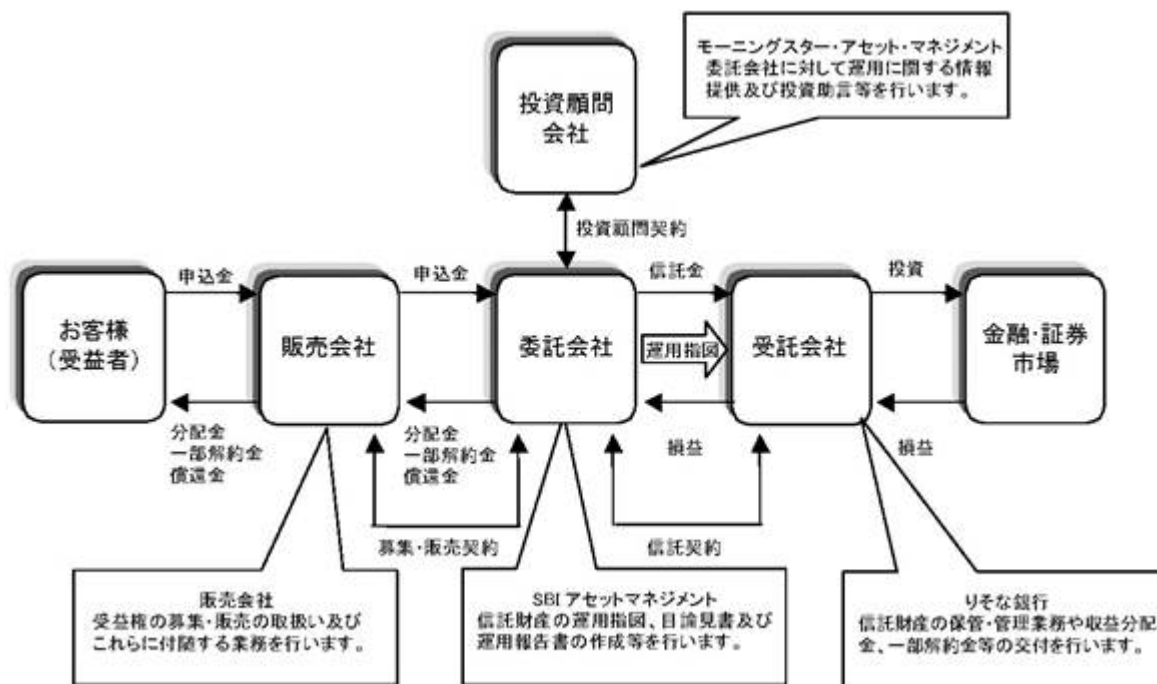 モーニングスター・アセット・マネジメント
委託会社に対して運用に関する情報
提供及び投資助言等を行います。
投資顧問
会社
投資顧問契約
申込金
申込金
信託金
投資
お客様
（受益者）
販売会社
委託会社
運用指図
受託会社
金融・証券
市場
分配金
一部解約金
償還金
分配金
一部解約金
償還金
損益
損益
募集・販売契約
信託契約
販売会社
受益権の募集・販売の取扱い及び
これらに付随する業務を行います。
SBI アセットマネジメント
信託財産の運用指図、目論見書及び
運用報告書の作成等を行います。
りそな銀行
信託財産の保管・管理業務や収益分配
金、一部解約金等の交付を行います。